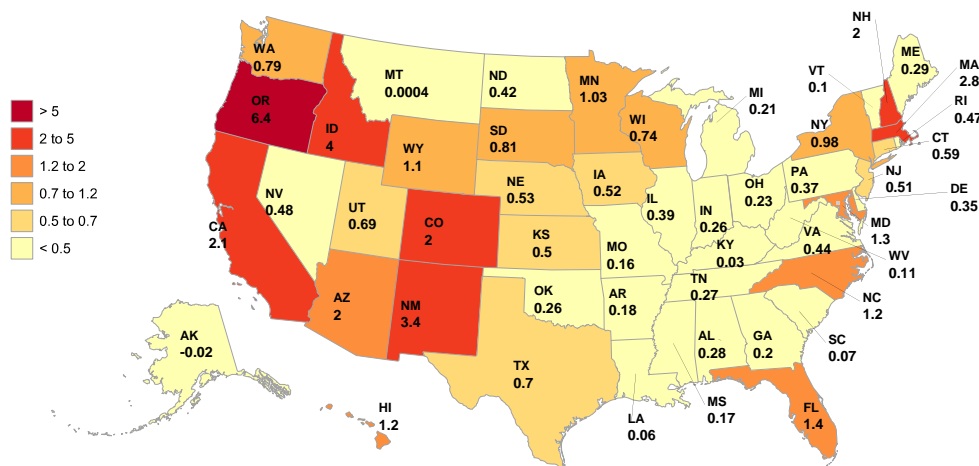 > 5
2 to 5
1.2 to 2
0.7 to 1.2
0.5 to 0.7
< 0.5
WA
0.79
OR
6.4
CA
2.1
NV
0.48
ID
4
MT
0.0004
WY
1.1
UT
0.69
AZ
2
CO
2
NM
3.4
ND
0.42
SD
0.81
NE
0.53
KS
0.5
OK
0.26
TX
0.7
MN
1.03
IA
0.52
MO
0.16
AR
0.18
LA
0.06
WI
0.74
IL
0.39
MI
0.21
IN
0.26
OH
0.23
KY
0.03
TN
0.27
MS
0.17
AL
0.28
GA
0.2
FL
1.4
SC
0.07
NC
1.2
VA
0.44
WV
0.11
MD
1.3
DE
0.35
PA
0.37
NJ
0.51
NY
0.98
CT
0.59
RI
0.47
MA
2.8
VT
0.1
NH
2
ME
0.29
AK
-0.02
HI
1.2